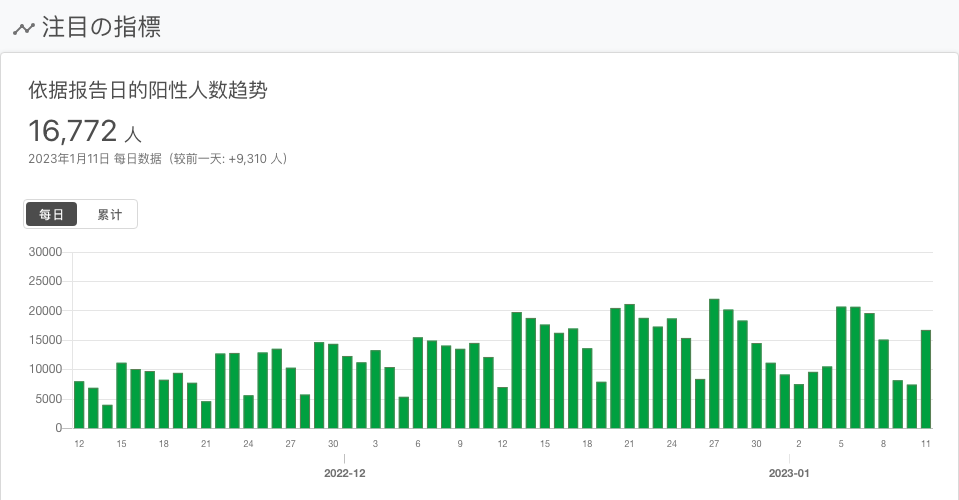 注目の指標
依据报告日的阳性人数趋势
16,772 人
2023年1月11日 每日数据（较前一天: +9,310 人）
每日 累计
30000
25000
20000
15000
10000
5000
0
12 15 18 21 24 27 30 3 6 9 12 15 18 21 24 27 30 2 5 8 11
2022-12 2023-01